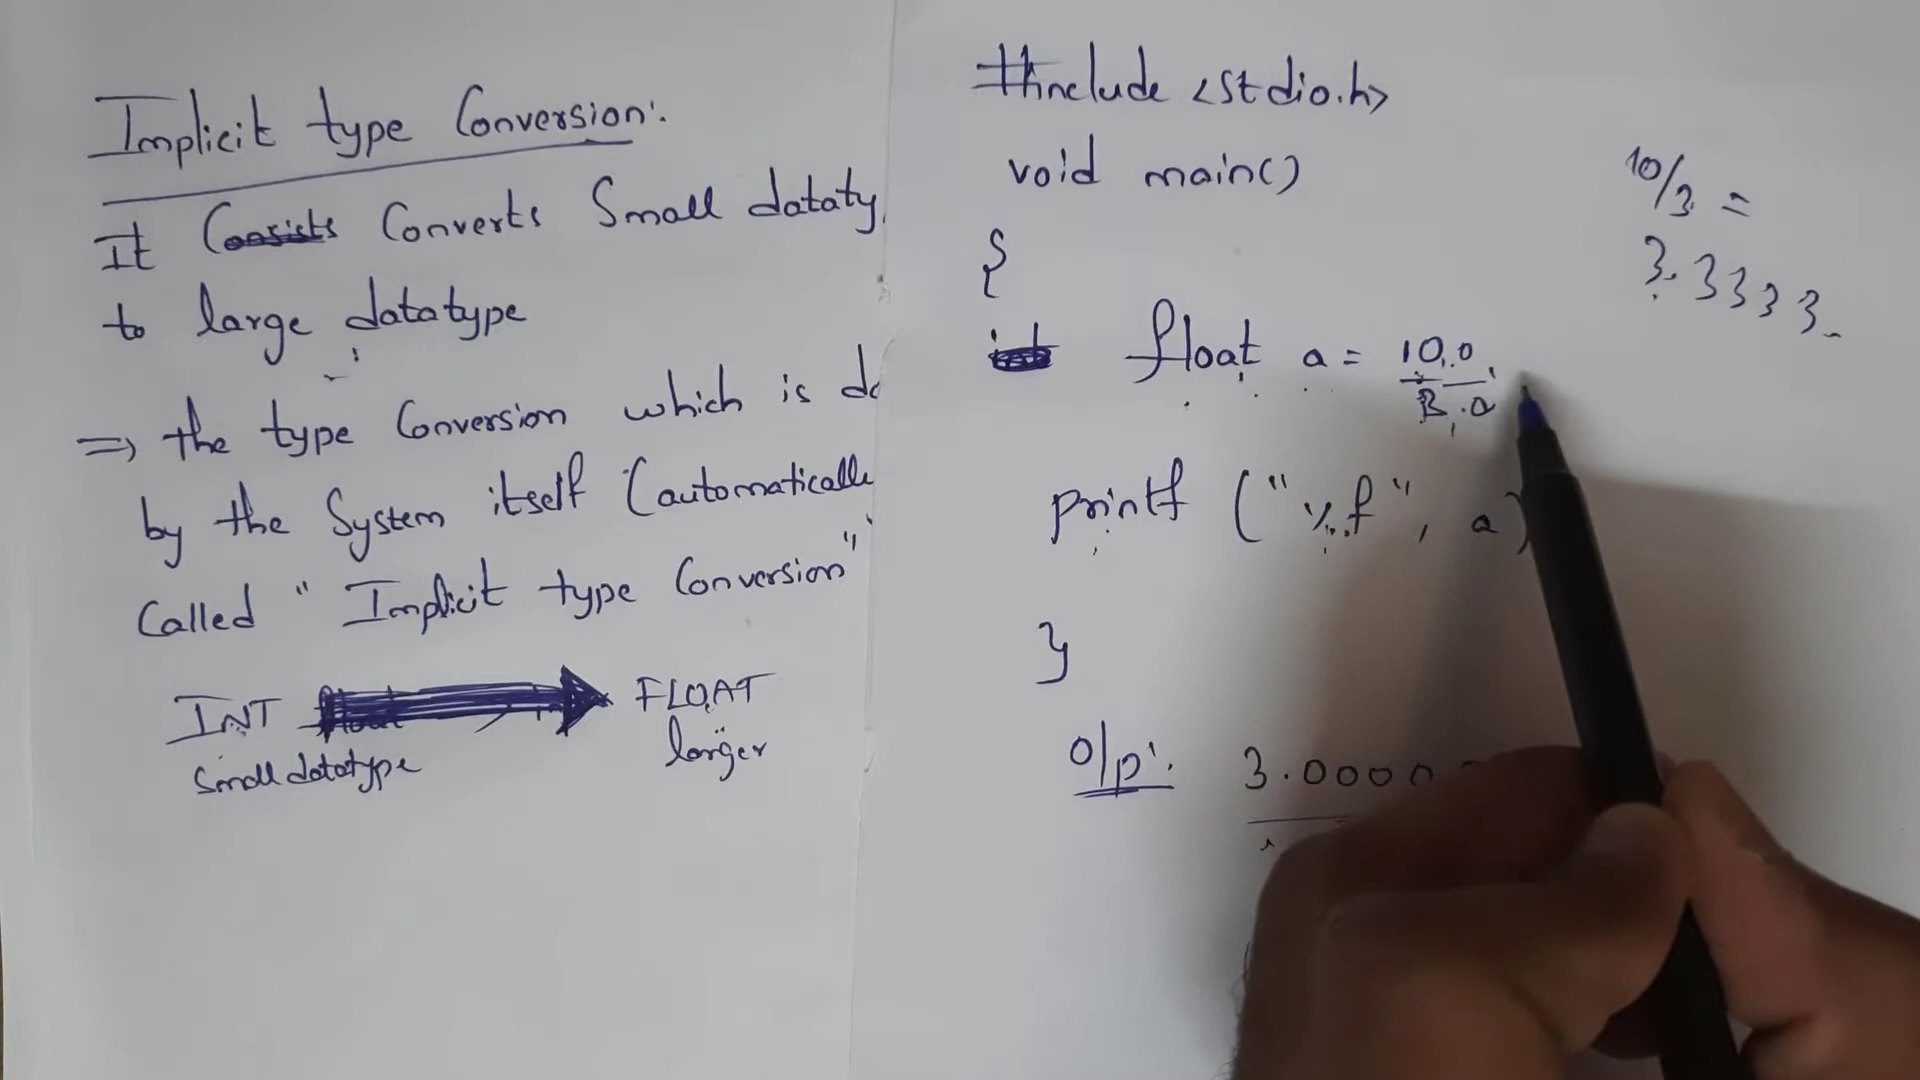 Implicit type Conversion:
It Consists Converts Small dataty
to large datatype
=> the type Conversion which is do
by the System itself (automaticalle
Called " Implicit type Conversion"
INT FLOAT
Small datatype larger
#include <stdio.h>
void main()
{
int float a = 10.0
3.0
printf ("%f", a)
}
O/p: 3.0000
10/3 =
3.3333